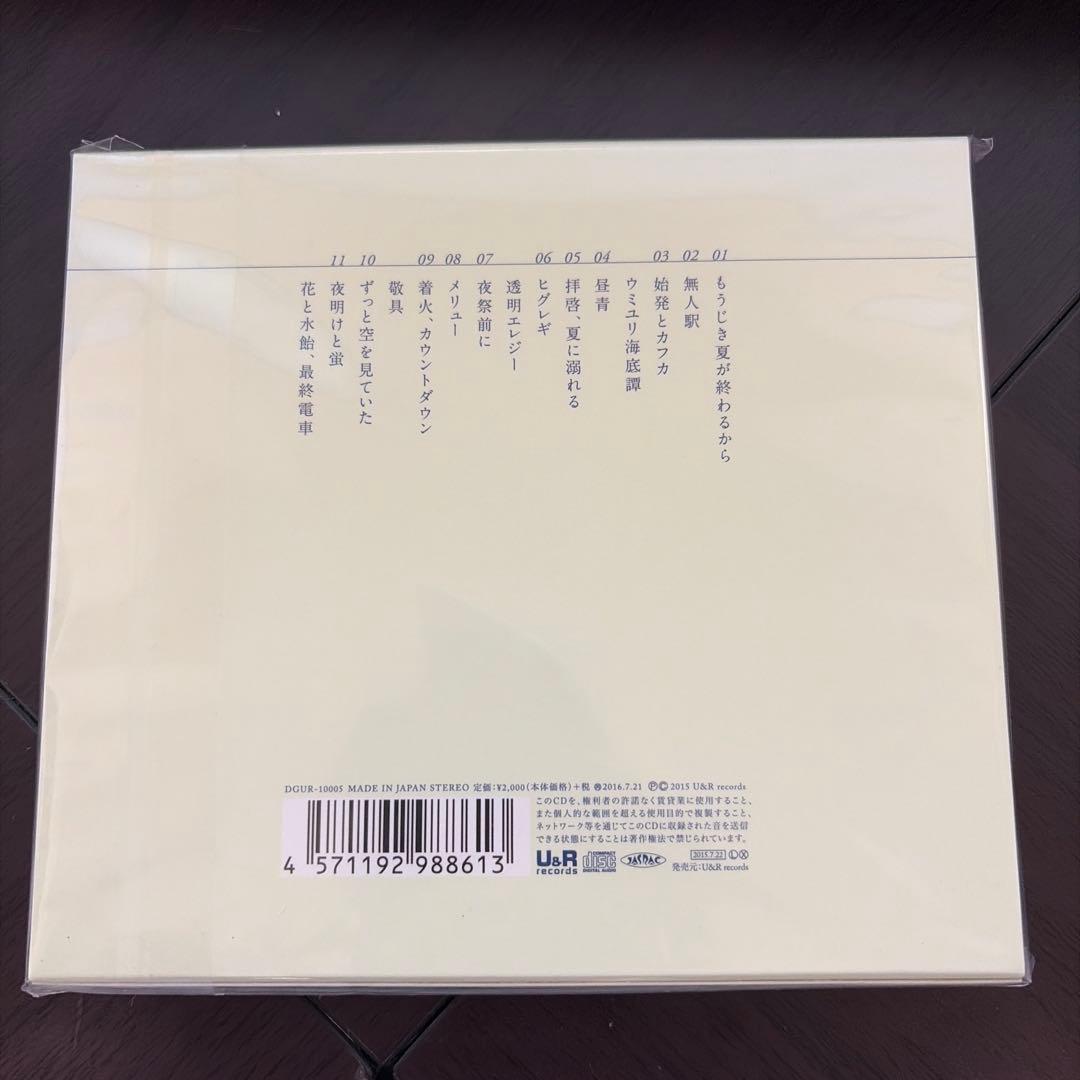 01 もうじき夏が終わるから
02 無人駅
03 始発とカフカ
ウミユリ海底譚
04 昼青
05 拝啓、夏に溺れる
06 ヒグレギ
透明エレジー
07 夜祭前に
08 メリュー
09 着火、カウントダウン
敬具
10 ずっと空を見ていた
11 夜明けと蛍
花と水飴、最終電車
DGUR-10005 MADE IN JAPAN STEREO 定価:¥2,000(本体価格)+税 Ⓡ2016.7.21 ⓅⒸ2015 U&R records
このCDを、権利者の許諾なく賃貸業に使用すること、
また個人的な範囲を超える使用目的で複製すること、
ネットワーク等を通じてこのCDに収録された音を送信
できる状態にすることは著作権法で禁じられています。
4 571192 988613
U&R records
COMPACT disc DIGITAL AUDIO
JASRAC
2015.7.22 Ⓛ Ⓧ
発売元:U&R records